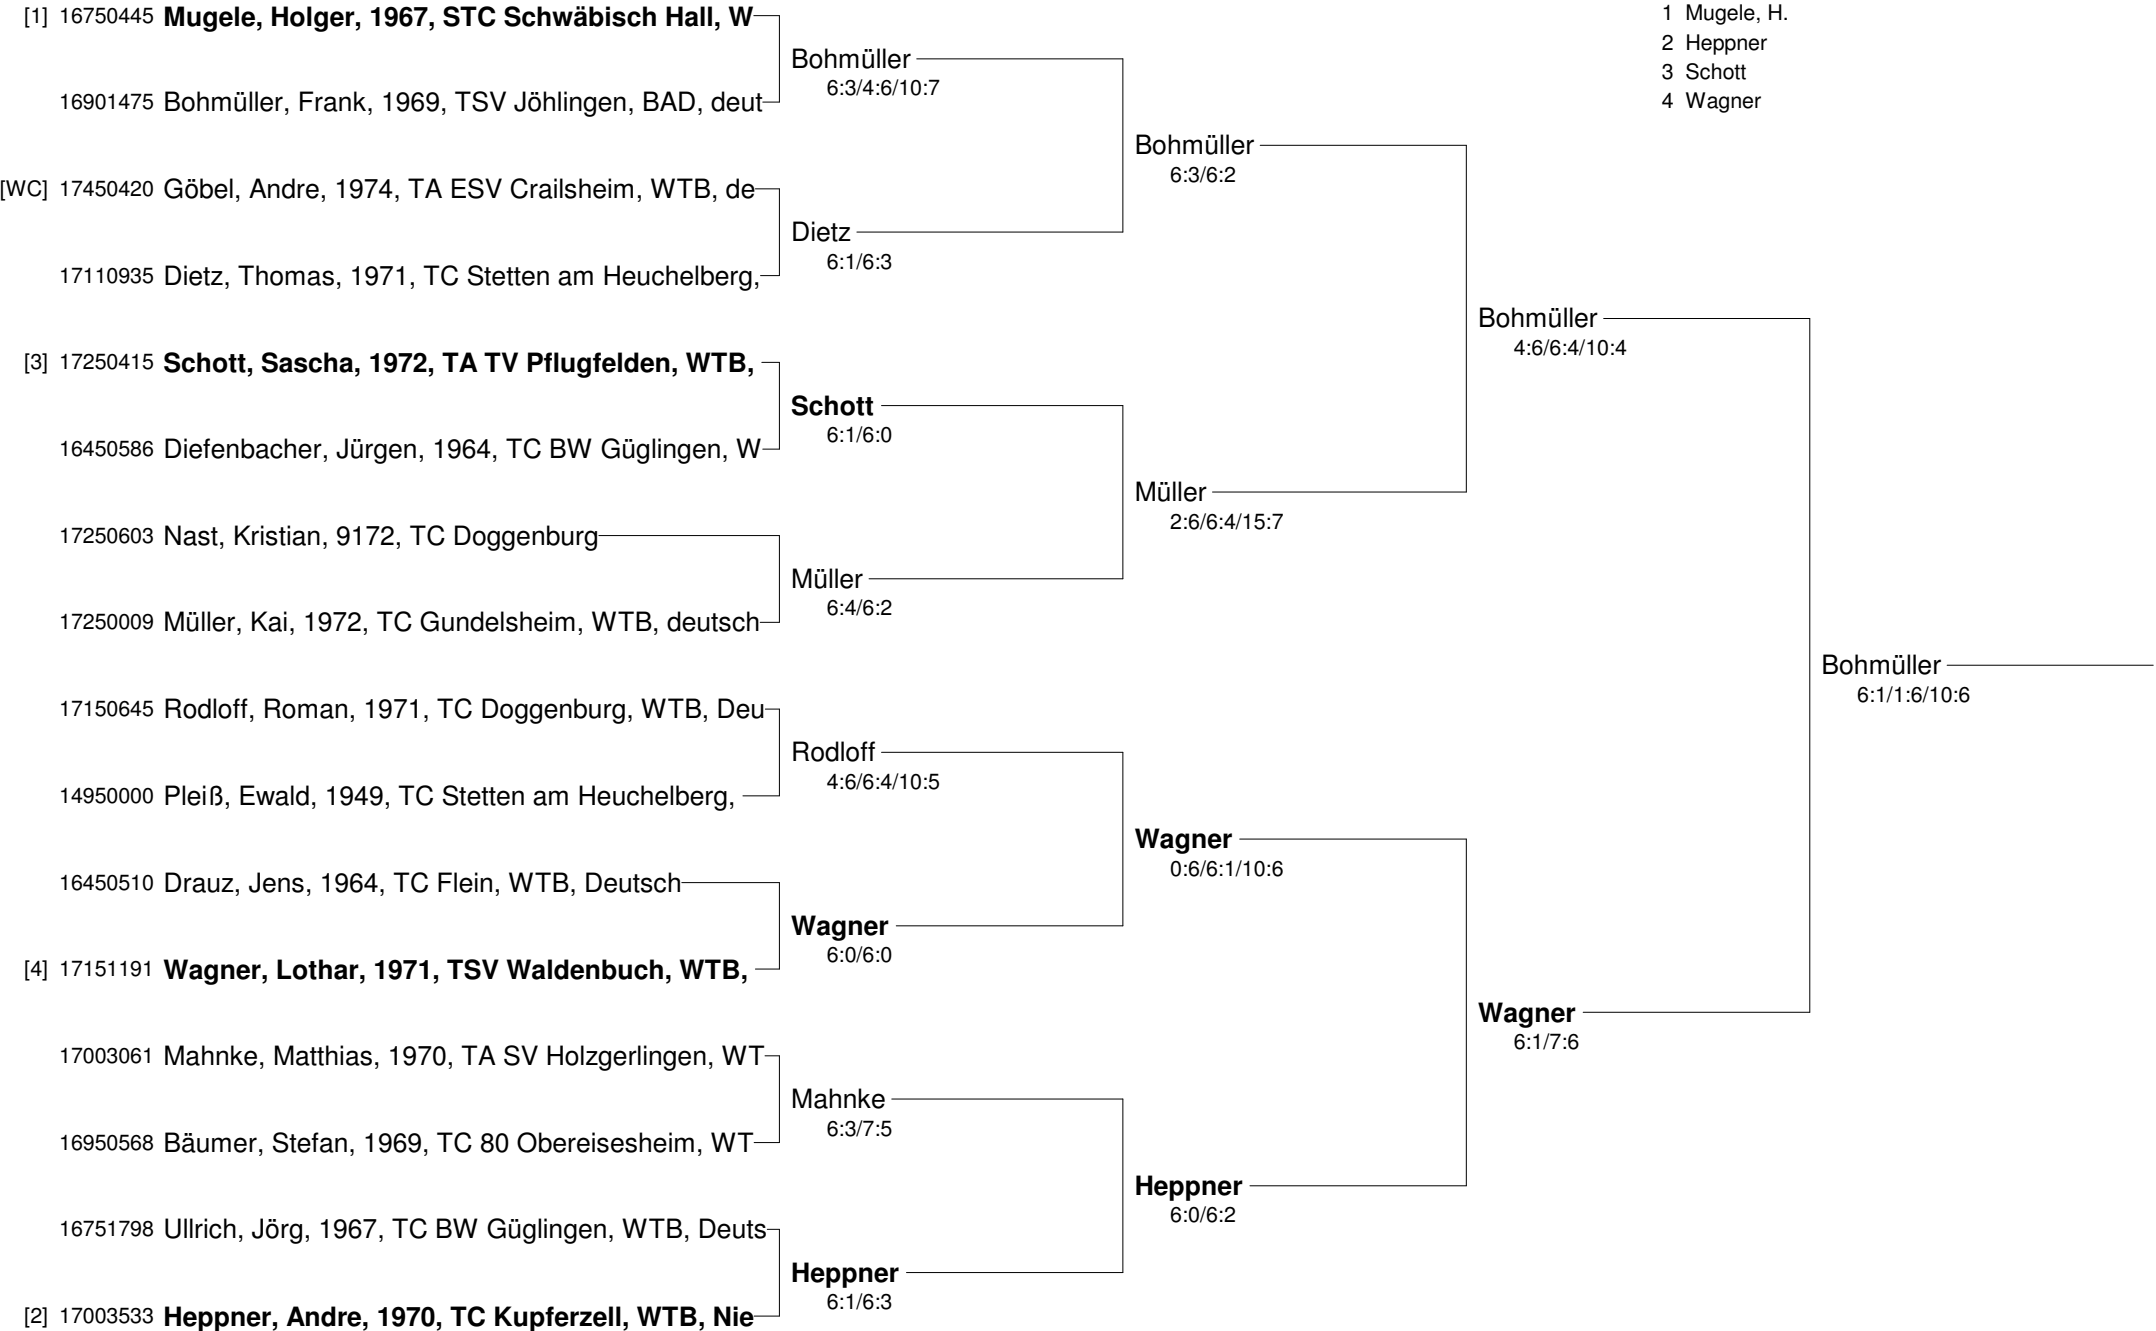 [1] 16750445 Mugele, Holger, 1967, STC Schwäbisch Hall, W
1 Mugele, H.
2 Heppner
3 Schott
4 Wagner
Bohmüller
6:3/4:6/10:7
16901475 Bohmüller, Frank, 1969, TSV Jöhlingen, BAD, deut
Bohmüller
6:3/6:2
[WC] 17450420 Göbel, Andre, 1974, TA ESV Crailsheim, WTB, de
Dietz
6:1/6:3
17110935 Dietz, Thomas, 1971, TC Stetten am Heuchelberg,
Bohmüller
4:6/6:4/10:4
[3] 17250415 Schott, Sascha, 1972, TA TV Pflugfelden, WTB,
Schott
6:1/6:0
16450586 Diefenbacher, Jürgen, 1964, TC BW Güglingen, W
Müller
2:6/6:4/15:7
17250603 Nast, Kristian, 9172, TC Doggenburg
Müller
6:4/6:2
17250009 Müller, Kai, 1972, TC Gundelsheim, WTB, deutsch
Bohmüller
6:1/1:6/10:6
17150645 Rodloff, Roman, 1971, TC Doggenburg, WTB, Deu
Rodloff
4:6/6:4/10:5
14950000 Pleiß, Ewald, 1949, TC Stetten am Heuchelberg,
Wagner
0:6/6:1/10:6
16450510 Drauz, Jens, 1964, TC Flein, WTB, Deutsch
Wagner
6:0/6:0
[4] 17151191 Wagner, Lothar, 1971, TSV Waldenbuch, WTB,
Wagner
6:1/7:6
17003061 Mahnke, Matthias, 1970, TA SV Holzgerlingen, WT
Mahnke
6:3/7:5
16950568 Bäumer, Stefan, 1969, TC 80 Obereisesheim, WT
Heppner
6:0/6:2
16751798 Ullrich, Jörg, 1967, TC BW Güglingen, WTB, Deuts
Heppner
6:1/6:3
[2] 17003533 Heppner, Andre, 1970, TC Kupferzell, WTB, Nie